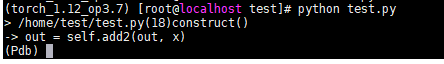 (torch_1.12_op3.7) [root@localhost test]# python test.py
> /home/test/test.py(18)construct()
-> out = self.add2(out, x)
(Pdb)